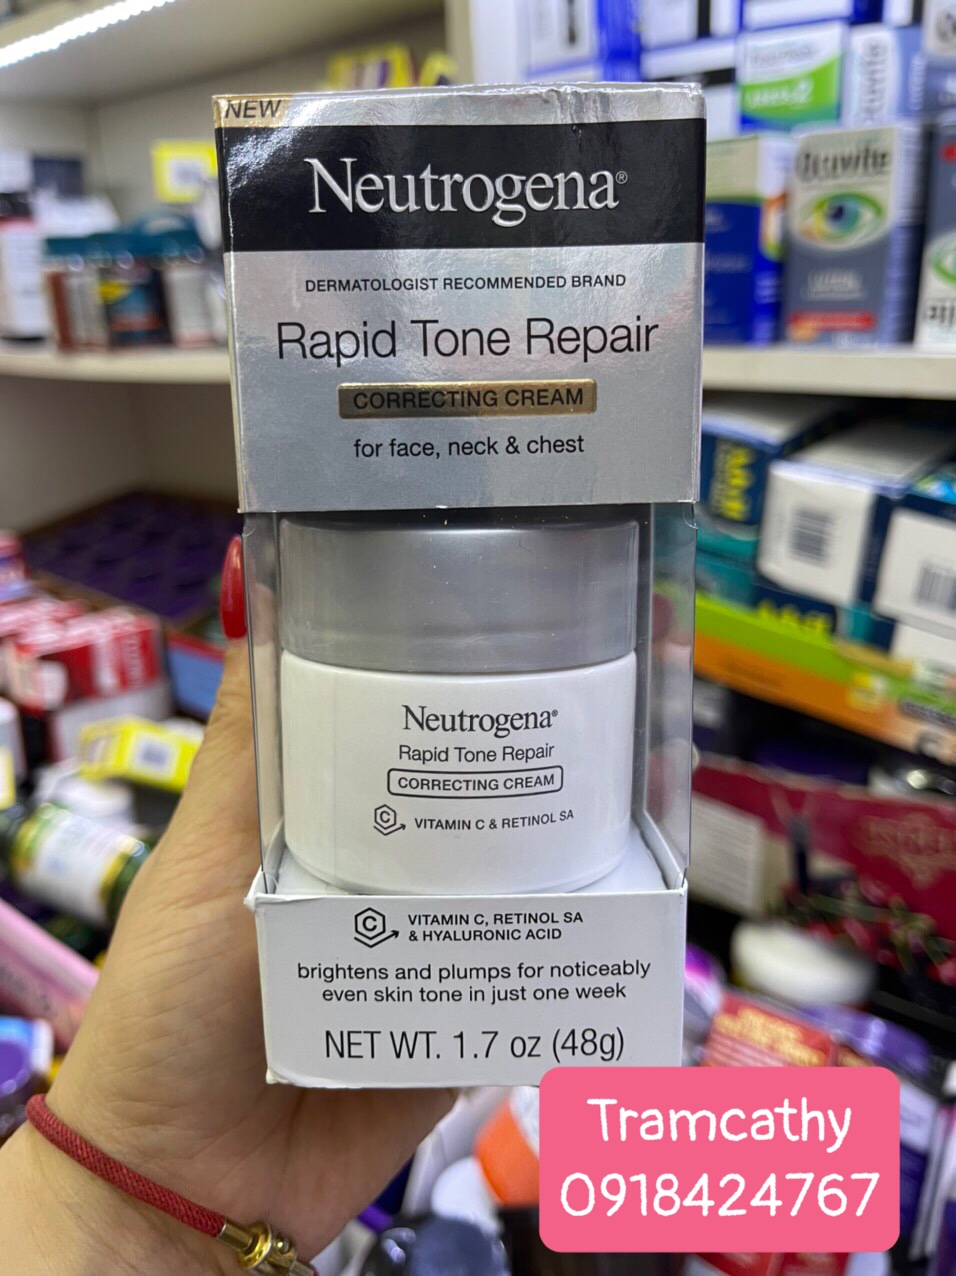 NEW
Neutrogena®
DERMATOLOGIST RECOMMENDED BRAND
Rapid Tone Repair
CORRECTING CREAM
for face, neck & chest
Neutrogena®
Rapid Tone Repair
CORRECTING CREAM
C
VITAMIN C & RETINOL SA
C
VITAMIN C, RETINOL SA
& HYALURONIC ACID
brightens and plumps for noticeably
even skin tone in just one week
NET WT. 1.7 oz (48g)
Tramcathy
0918424767
Ocuvite